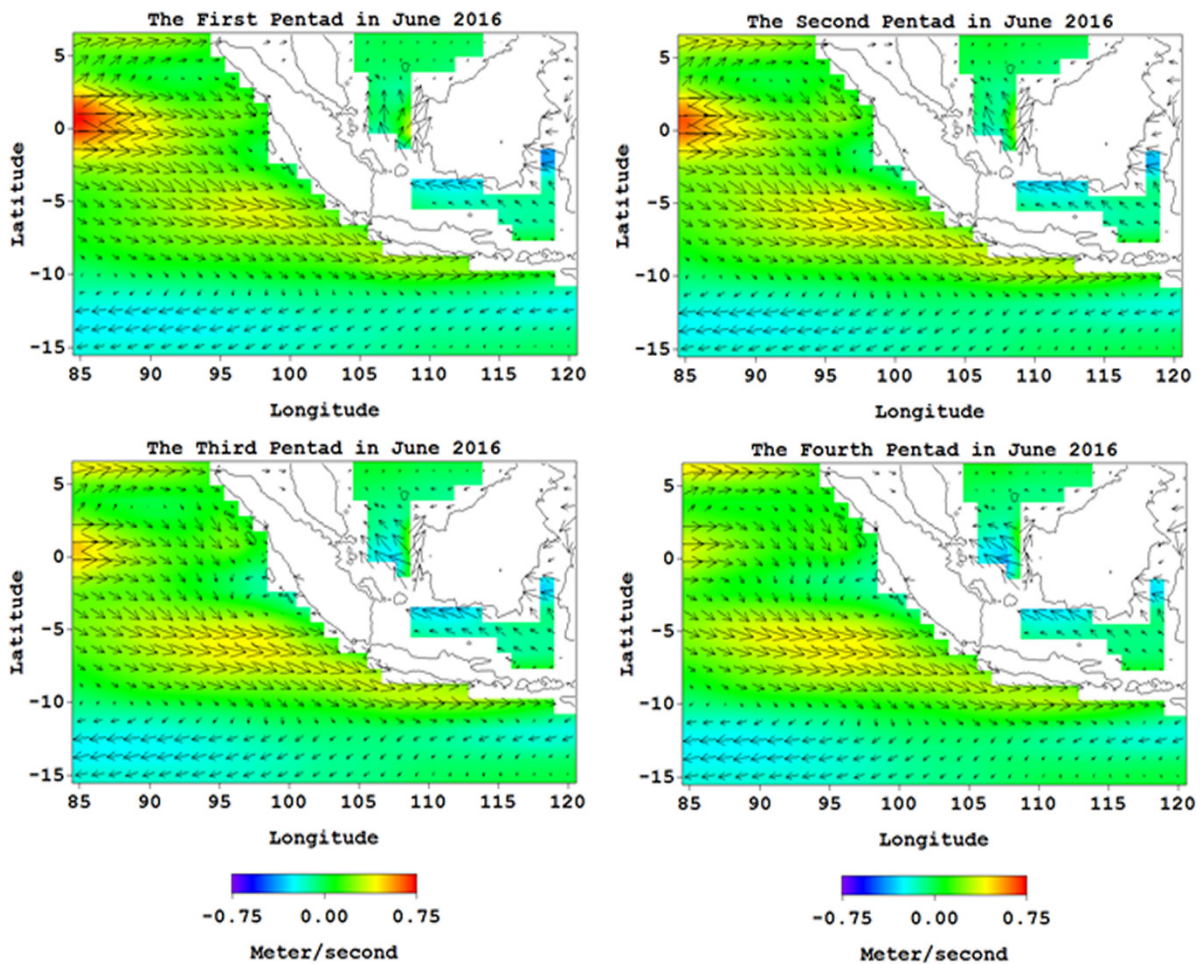 The First Pentad in June 2016
5
0
-5
-10
-15
Latitude
85 90 95 100 105 110 115 120
Longitude
The Second Pentad in June 2016
5
0
-5
-10
-15
Latitude
85 90 95 100 105 110 115 120
Longitude
The Third Pentad in June 2016
5
0
-5
-10
-15
Latitude
85 90 95 100 105 110 115 120
Longitude
The Fourth Pentad in June 2016
5
0
-5
-10
-15
Latitude
85 90 95 100 105 110 115 120
Longitude
-0.75 0.00 0.75
Meter/second
-0.75 0.00 0.75
Meter/second